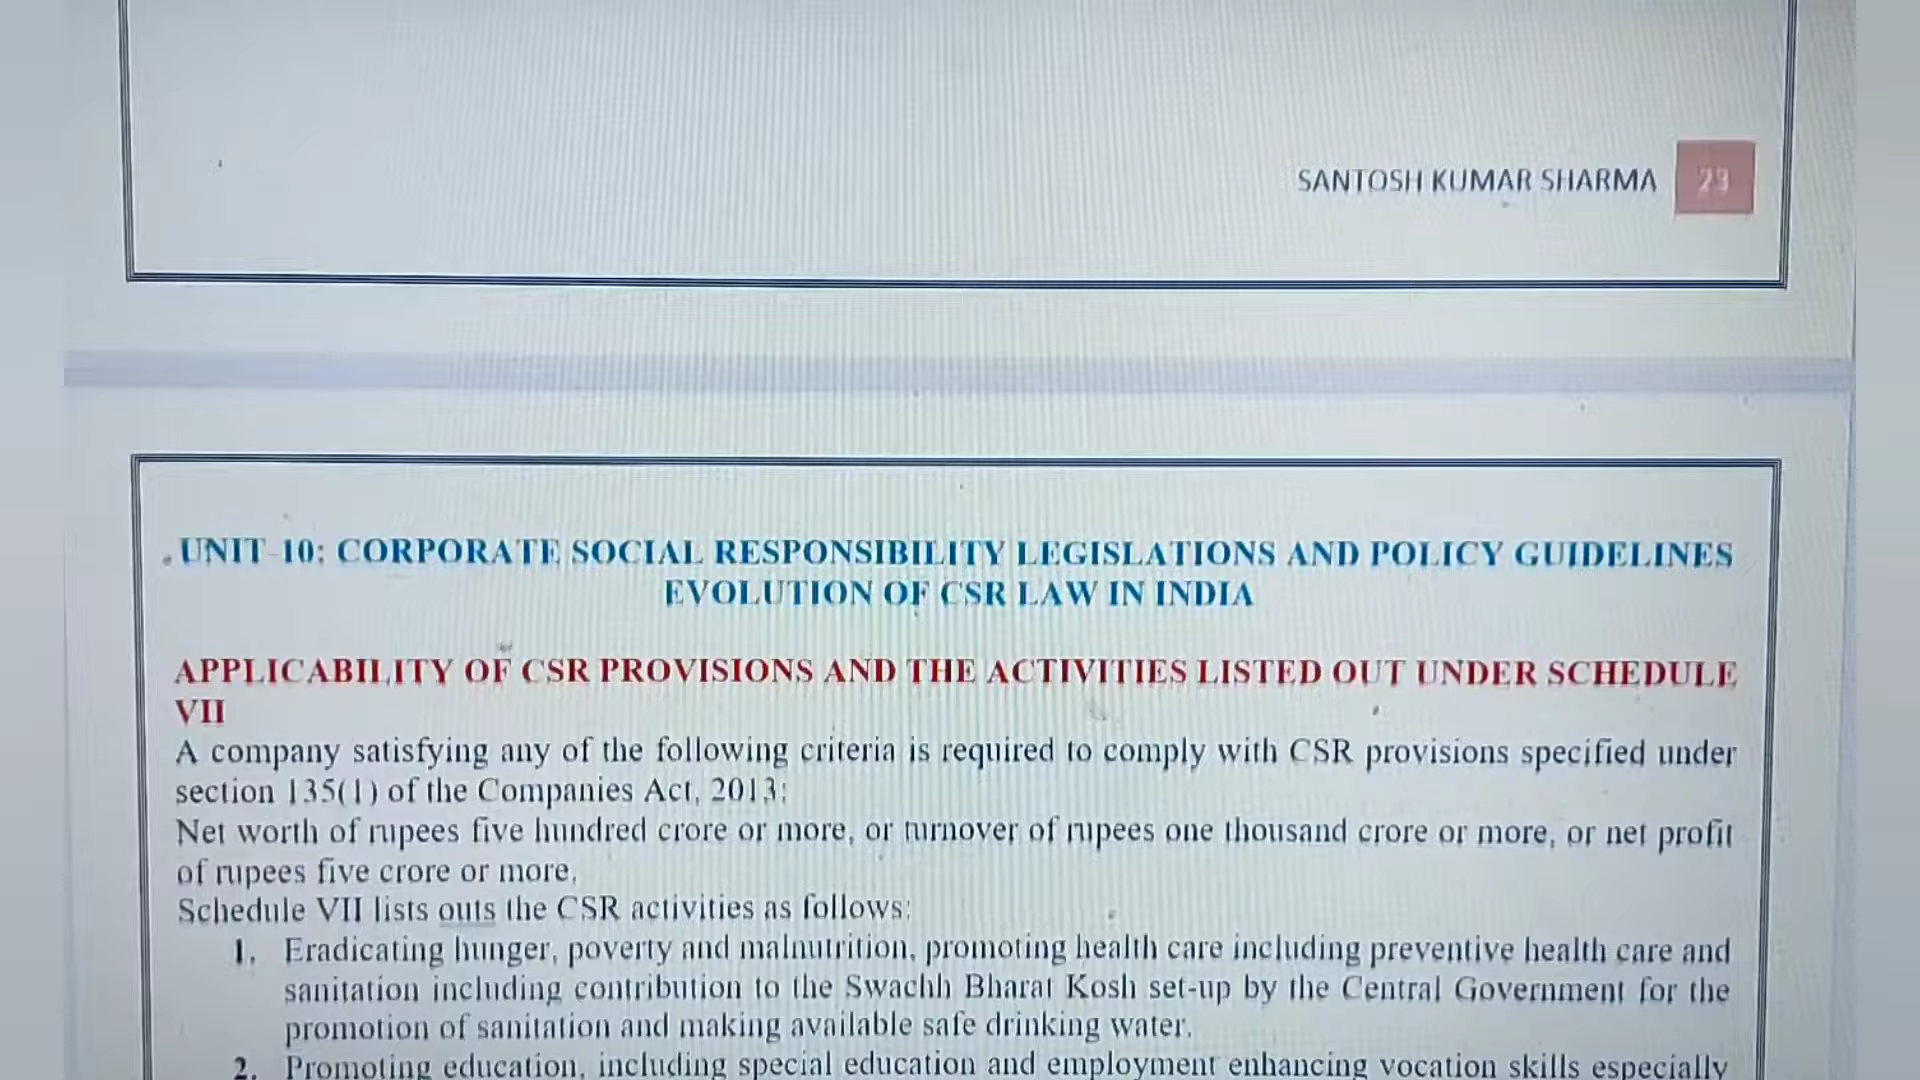 SANTOSH KUMAR SHARMA 23
UNIT-10: CORPORATE SOCIAL RESPONSIBILITY LEGISLATIONS AND POLICY GUIDELINES
EVOLUTION OF CSR LAW IN INDIA
APPLICABILITY OF CSR PROVISIONS AND THE ACTIVITIES LISTED OUT UNDER SCHEDULE
VII
A company satisfying any of the following criteria is required to comply with CSR provisions specified under
section 135(1) of the Companies Act, 2013:
Net worth of rupees five hundred crore or more, or turnover of rupees one thousand crore or more, or net profit
of rupees five crore or more.
Schedule VII lists outs the CSR activities as follows:
1. Eradicating hunger, poverty and malnutrition, promoting health care including preventive health care and
sanitation including contribution to the Swachh Bharat Kosh set-up by the Central Government for the
promotion of sanitation and making available safe drinking water.
2. Promoting education, including special education and employment enhancing vocation skills especially